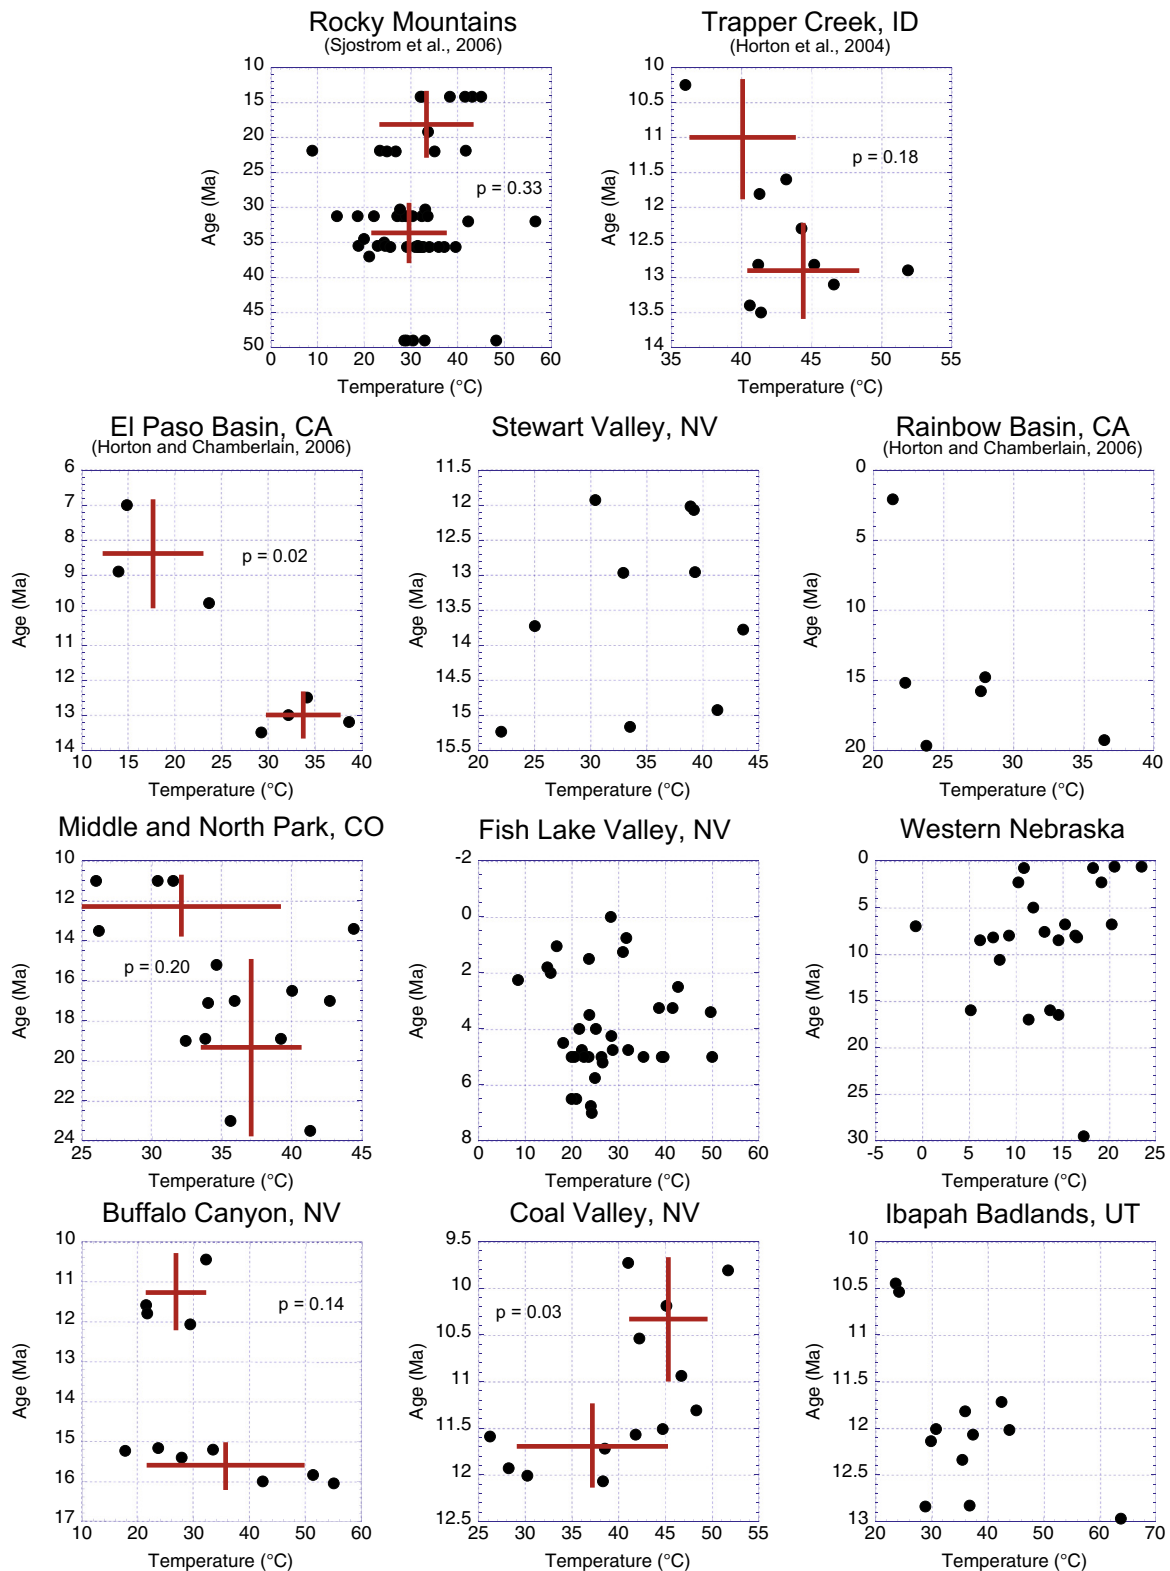 Rocky Mountains
(Sjostrom et al., 2006)
10
15
20
25
30
35
40
45
50
Age (Ma)
p = 0.33
0 10 20 30 40 50 60
Temperature (°C)
Trapper Creek, ID
(Horton et al., 2004)
10
10.5
11
11.5
12
12.5
13
13.5
14
Age (Ma)
p = 0.18
35 40 45 50 55
Temperature (°C)
El Paso Basin, CA
(Horton and Chamberlain, 2006)
6
7
8
9
10
11
12
13
14
Age (Ma)
p = 0.02
10 15 20 25 30 35 40
Temperature (°C)
Stewart Valley, NV
11.5
12
12.5
13
13.5
14
14.5
15
15.5
Age (Ma)
20 25 30 35 40 45
Temperature (°C)
Rainbow Basin, CA
(Horton and Chamberlain, 2006)
0
5
10
15
20
Age (Ma)
20 25 30 35 40
Temperature (°C)
Middle and North Park, CO
10
12
14
16
18
20
22
24
Age (Ma)
p = 0.20
25 30 35 40 45
Temperature (°C)
Fish Lake Valley, NV
-2
0
2
4
6
8
Age (Ma)
0 10 20 30 40 50 60
Temperature (°C)
Western Nebraska
0
5
10
15
20
25
30
Age (Ma)
-5 0 5 10 15 20 25
Temperature (°C)
Buffalo Canyon, NV
10
11
12
13
14
15
16
17
Age (Ma)
p = 0.14
10 20 30 40 50 60
Temperature (°C)
Coal Valley, NV
9.5
10
10.5
11
11.5
12
12.5
Age (Ma)
p = 0.03
25 30 35 40 45 50 55
Temperature (°C)
Ibapah Badlands, UT
10
10.5
11
11.5
12
12.5
13
Age (Ma)
20 30 40 50 60 70
Temperature (°C)